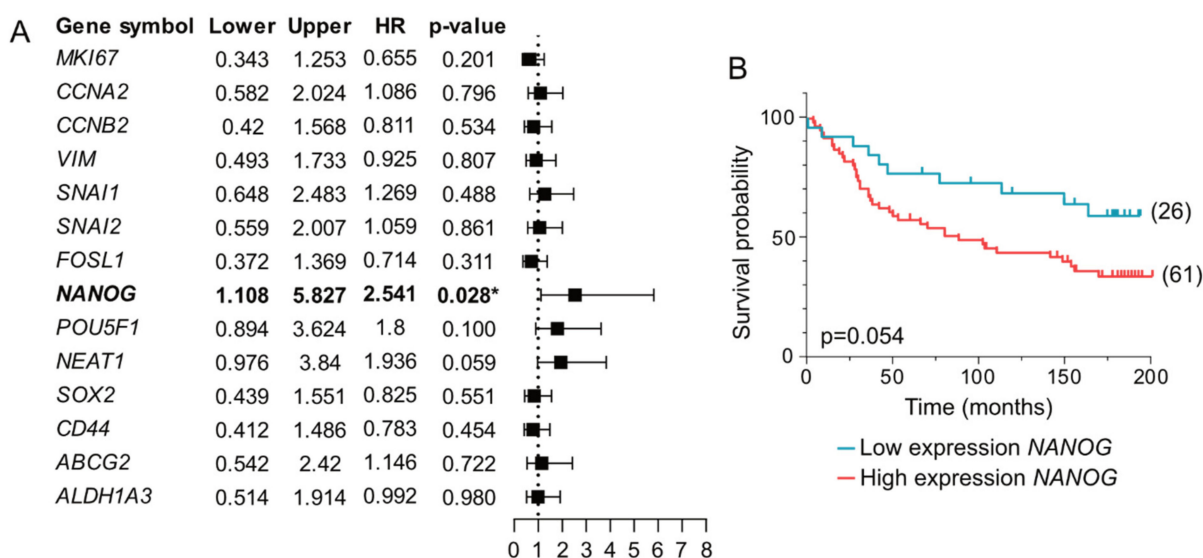 A
Gene symbol Lower Upper HR p-value
MKI67 0.343 1.253 0.655 0.201
CCNA2 0.582 2.024 1.086 0.796
CCNB2 0.42 1.568 0.811 0.534
VIM 0.493 1.733 0.925 0.807
SNAI1 0.648 2.483 1.269 0.488
SNAI2 0.559 2.007 1.059 0.861
FOSL1 0.372 1.369 0.714 0.311
NANOG 1.108 5.827 2.541 0.028*
POU5F1 0.894 3.624 1.8 0.100
NEAT1 0.976 3.84 1.936 0.059
SOX2 0.439 1.551 0.825 0.551
CD44 0.412 1.486 0.783 0.454
ABCG2 0.542 2.42 1.146 0.722
ALDH1A3 0.514 1.914 0.992 0.980
0 1 2 3 4 5 6 7 8
B
Survival probability
100
50
0
(26)
(61)
p=0.054
0 50 100 150 200
Time (months)
Low expression NANOG
High expression NANOG